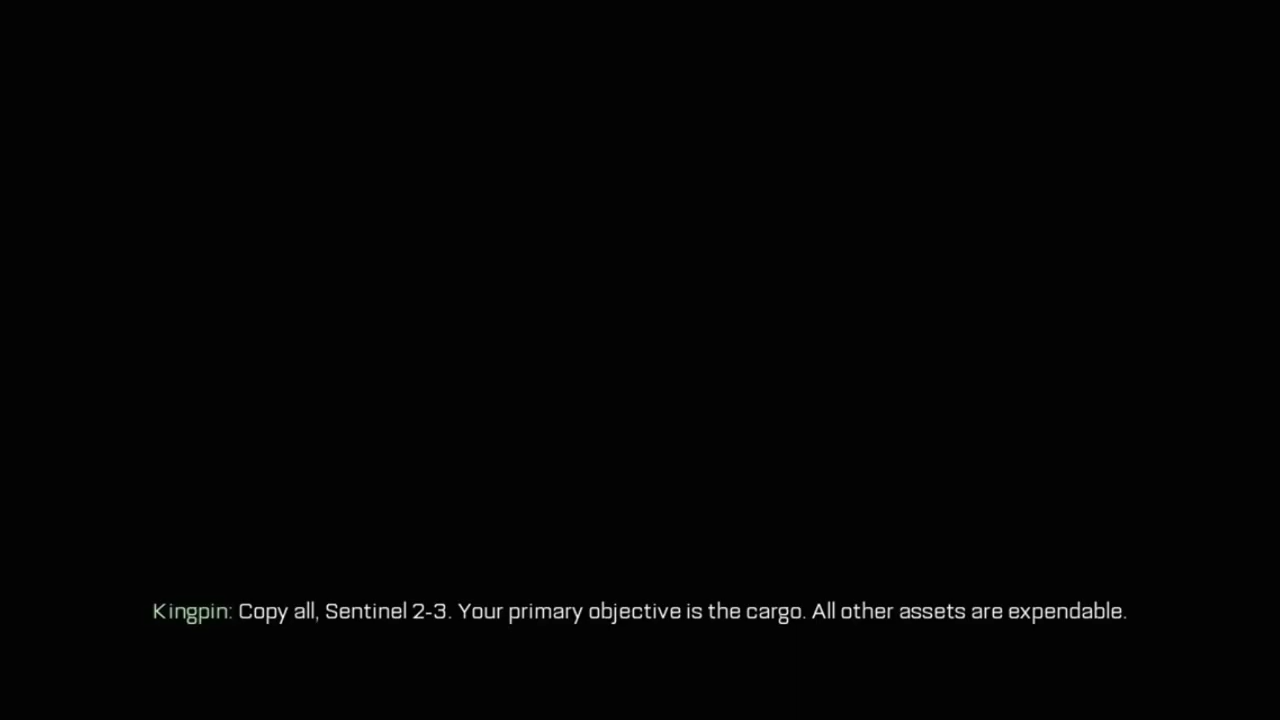 Kingpin: Copy all, Sentinel 2-3. Your primary objective is the cargo. All other assets are expendable.